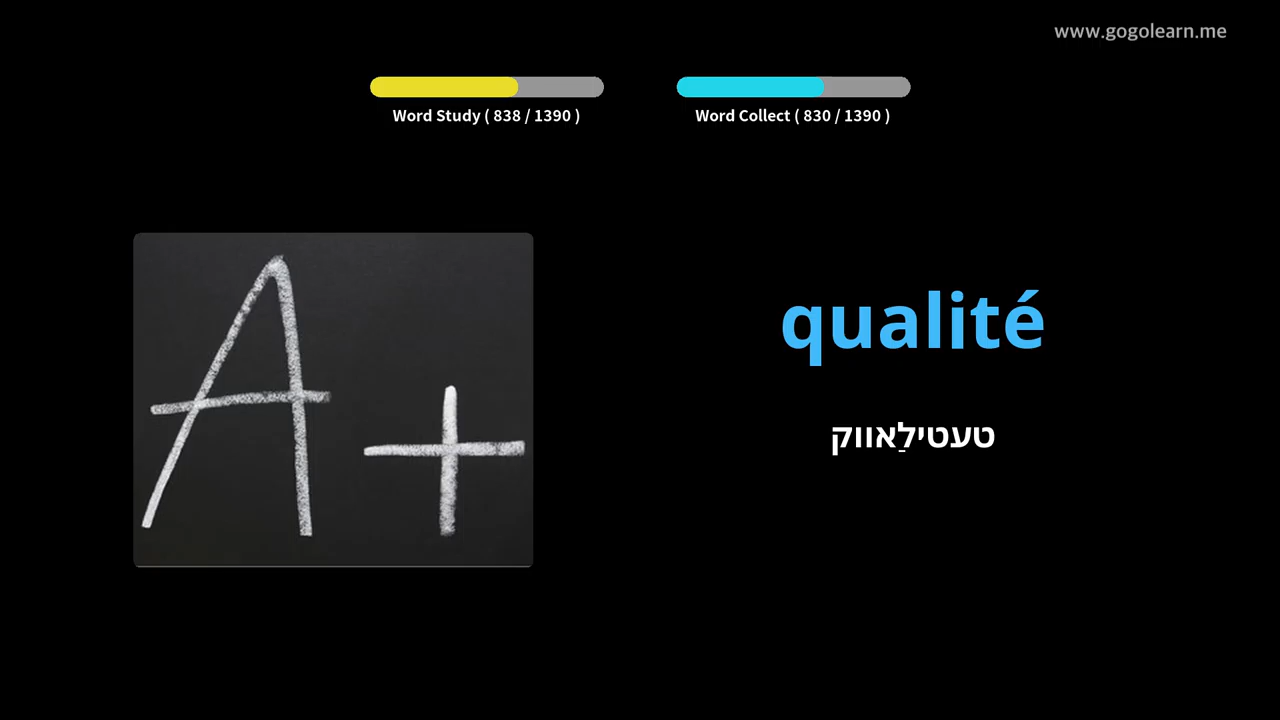 www.gogolearn.me
Word Study ( 838 / 1390 )
Word Collect ( 830 / 1390 )
A+
qualité
טעטילַאווק